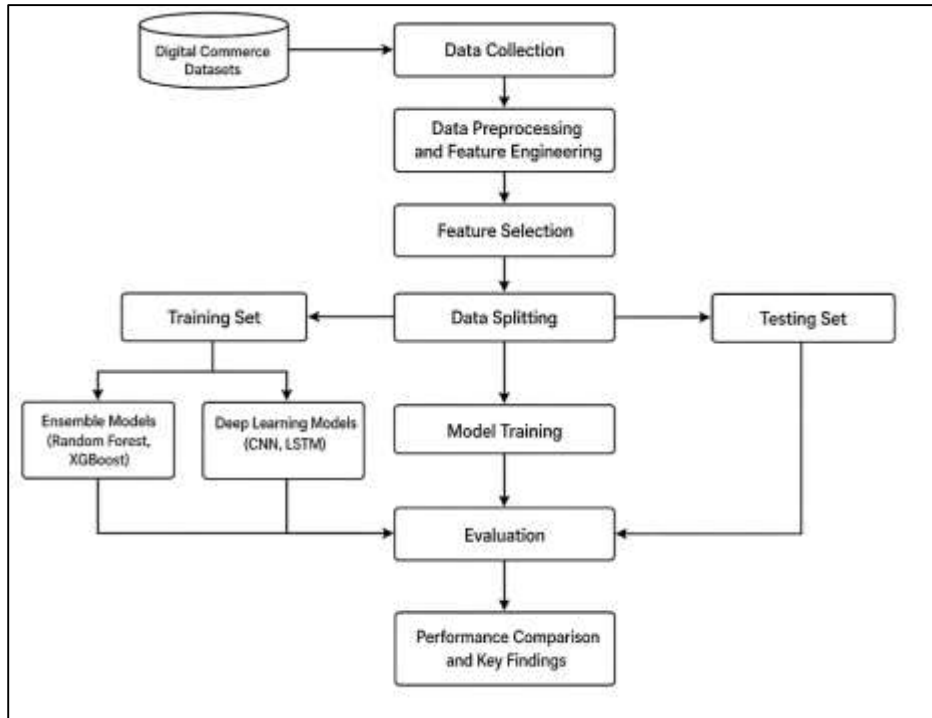 Digital Commerce
Datasets
Data Collection
Data Preprocessing
and Feature Engineering
Feature Selection
Training Set
Data Splitting
Testing Set
Ensemble Models
(Random Forest,
XGBoost)
Deep Learning Models
(CNN, LSTM)
Model Training
Evaluation
Performance Comparison
and Key Findings